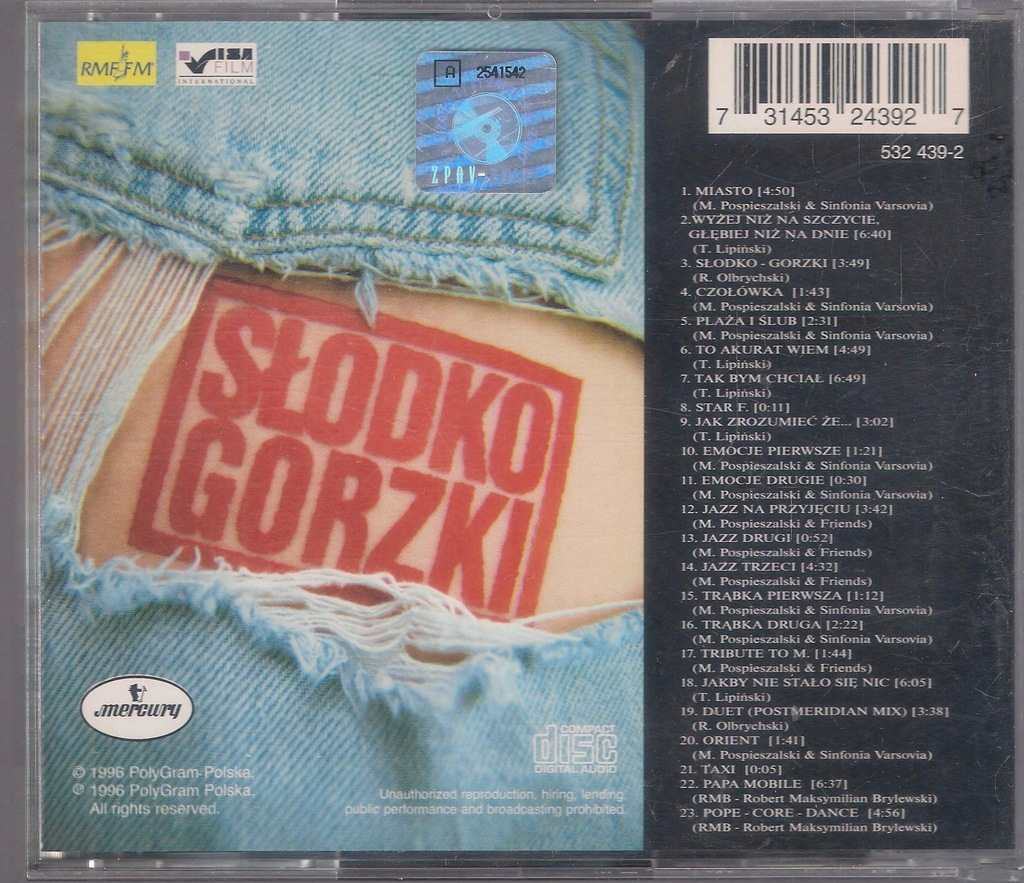 RMF FM
VISA
FILM
INTERNATIONAL
A 2541542
ZPAV-
7 31453 24392 7
532 439-2
SŁODKO
GORZKI
1. MIASTO [4:50]
(M. Pospieszalski & Sinfonia Varsovia)
2.WYŻEJ NIŻ NA SZCZYCIE,
GŁĘBIEJ NIŻ NA DNIE [6:40]
(T. Lipiński)
3. SŁODKO - GORZKI [3:49]
(R. Olbrychski)
4. CZOŁÓWKA [1:43]
(M. Pospieszalski & Sinfonia Varsovia)
5. PLAŻA I ŚLUB [2:31]
(M. Pospieszalski & Sinfonia Varsovia)
6. TO AKURAT WIEM [4:49]
(T. Lipiński)
7. TAK BYM CHCIAŁ [6:49]
(T. Lipiński)
8. STAR F. [0:11]
9. JAK ZROZUMIEĆ ŻE... [3:02]
(T. Lipiński)
10. EMOCJE PIERWSZE [1:21]
(M. Pospieszalski & Sinfonia Varsovia)
11. EMOCJE DRUGIE [0:30]
(M. Pospieszalski & Sinfonia Varsovia)
12. JAZZ NA PRZYJĘCIU [3:42]
(M. Pospieszalski & Friends)
13. JAZZ DRUGI [0:52]
(M. Pospieszalski & Friends)
14. JAZZ TRZECI [4:32]
(M. Pospieszalski & Friends)
15. TRĄBKA PIERWSZA [1:12]
(M. Pospieszalski & Sinfonia Varsovia)
16. TRĄBKA DRUGA [2:22]
(M. Pospieszalski & Sinfonia Varsovia)
17. TRIBUTE TO M. [1:44]
(M. Pospieszalski & Friends)
18. JAKBY NIE STAŁO SIĘ NIC [6:05]
(T. Lipiński)
19. DUET (POSTMERIDIAN MIX) [3:38]
(R. Olbrychski)
20. ORIENT [1:41]
(M. Pospieszalski & Sinfonia Varsovia)
21. TAXI [0:05]
22. PAPA MOBILE [6:37]
(RMB - Robert Maksymilian Brylewski)
23. POPE - CORE - DANCE [4:56]
(RMB - Robert Maksymilian Brylewski)
mercury
© 1996 PolyGram Polska.
℗ 1996 PolyGram Polska.
All rights reserved.
COMPACT
disc
DIGITAL AUDIO
Unauthorized reproduction, hiring, lending,
public performance and broadcasting prohibited.